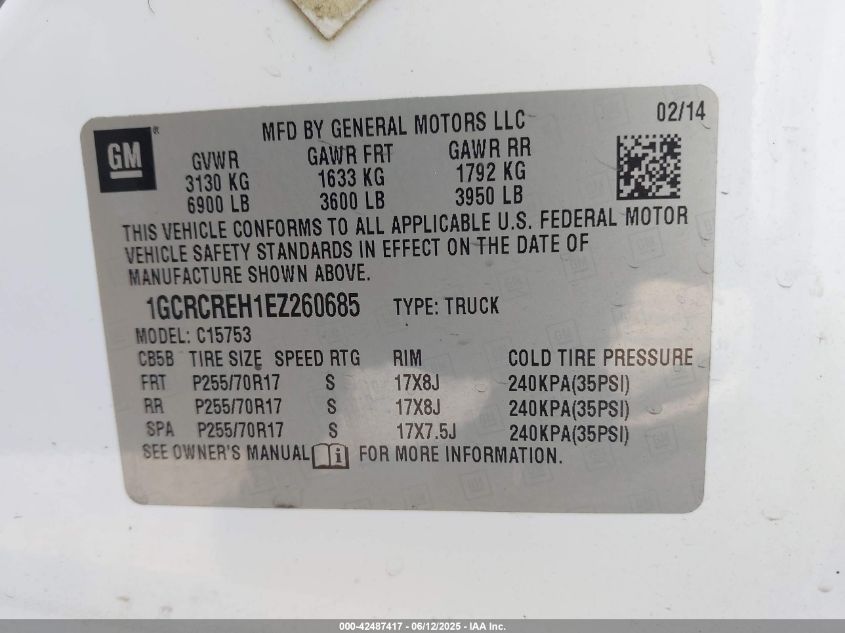 02/14
GM
MFD BY GENERAL MOTORS LLC
GVWR GAWR FRT GAWR RR
3130 KG 1633 KG 1792 KG
6900 LB 3600 LB 3950 LB
THIS VEHICLE CONFORMS TO ALL APPLICABLE U.S. FEDERAL MOTOR
VEHICLE SAFETY STANDARDS IN EFFECT ON THE DATE OF
MANUFACTURE SHOWN ABOVE.
1GCRCREH1EZ260685 TYPE: TRUCK
MODEL: C15753
CB5B TIRE SIZE SPEED RTG RIM COLD TIRE PRESSURE
FRT P255/70R17 S 17X8J 240KPA(35PSI)
RR P255/70R17 S 17X8J 240KPA(35PSI)
SPA P255/70R17 S 17X7.5J 240KPA(35PSI)
SEE OWNER'S MANUAL i FOR MORE INFORMATION.
000-42487417 - 06/12/2025 - IAA Inc.